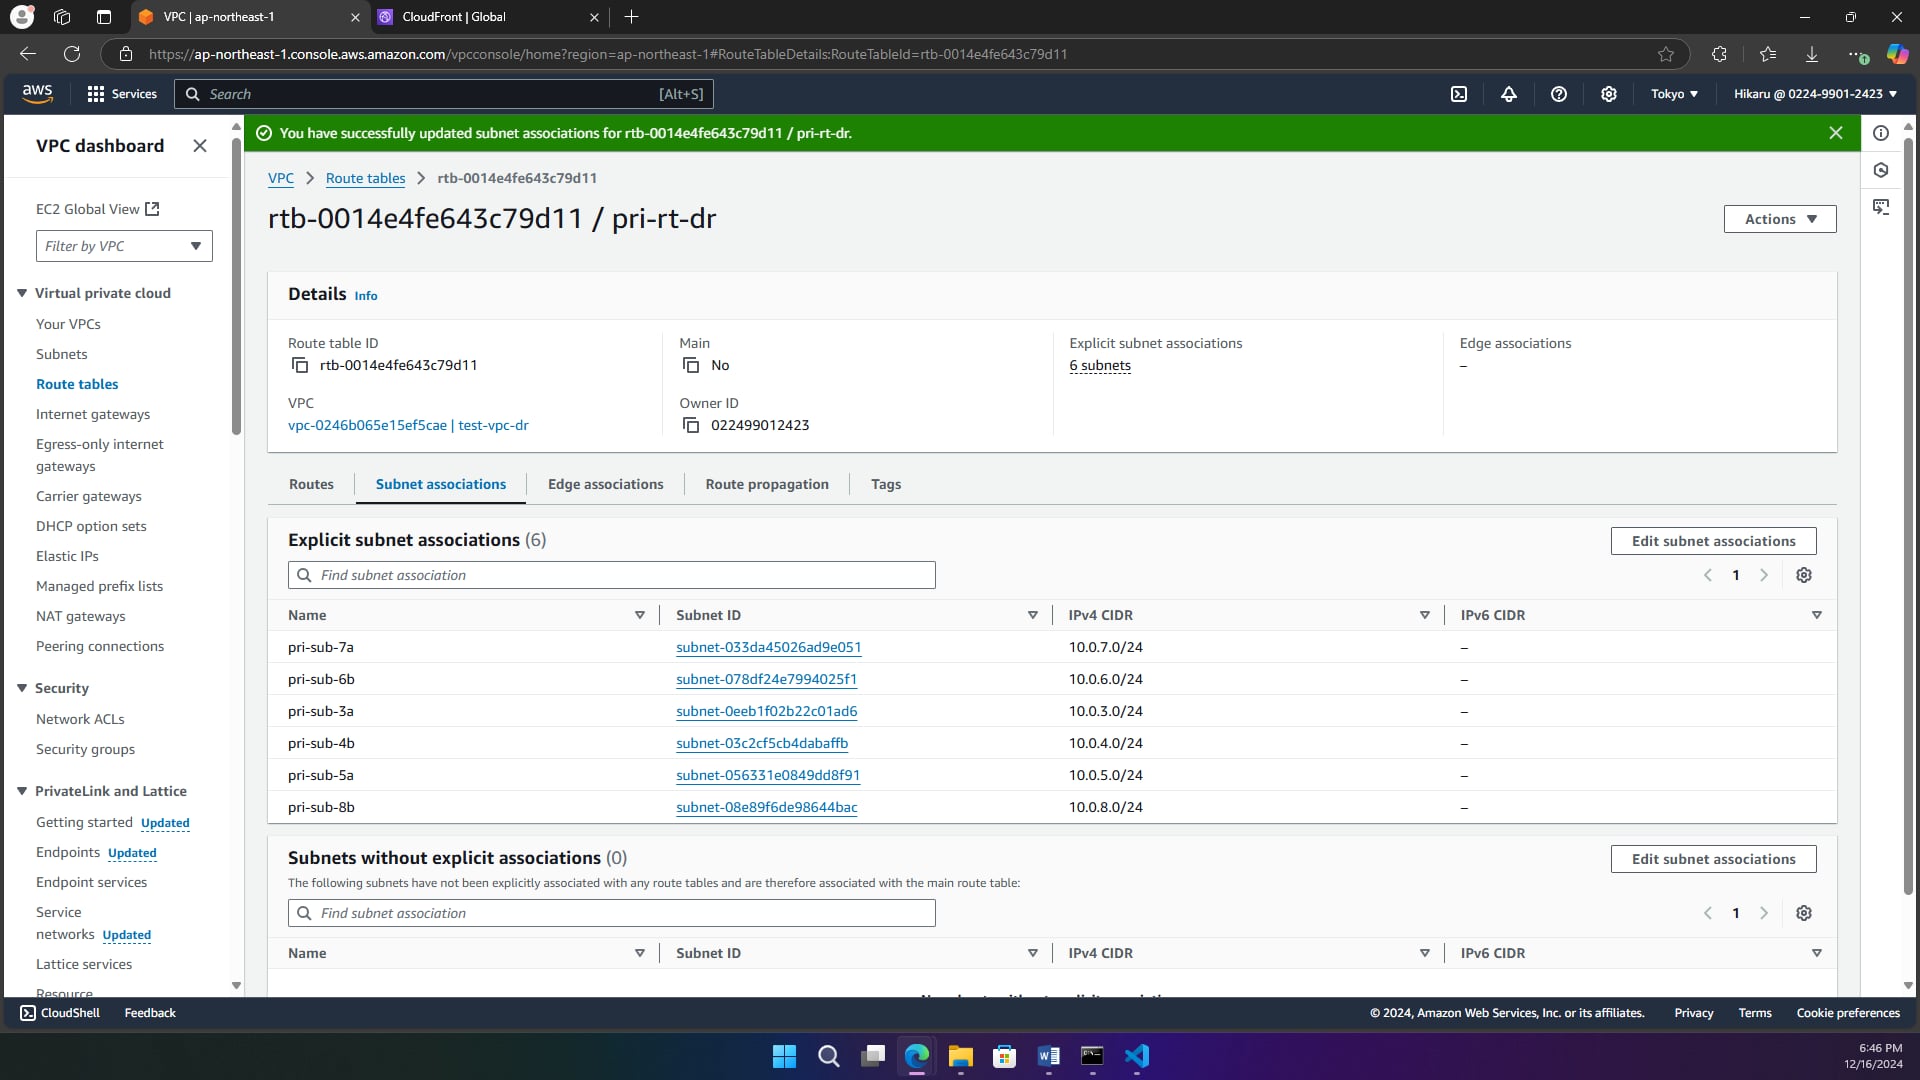 VPC | ap-northeast-1
CloudFront | Global
https://ap-northeast-1.console.aws.amazon.com/vpcconsole/home?region=ap-northeast-1#RouteTableDetails:RouteTableId=rtb-0014e4fe643c79d11
aws
Services
Search
[Alt+S]
Tokyo
Hikaru @ 0224-9901-2423
VPC dashboard
EC2 Global View
Filter by VPC
Virtual private cloud
Your VPCs
Subnets
Route tables
Internet gateways
Egress-only internet
gateways
Carrier gateways
DHCP option sets
Elastic IPs
Managed prefix lists
NAT gateways
Peering connections
Security
Network ACLs
Security groups
PrivateLink and Lattice
Getting started Updated
Endpoints Updated
Endpoint services
Service
networks Updated
Lattice services
Resource
You have successfully updated subnet associations for rtb-0014e4fe643c79d11 / pri-rt-dr.
VPC > Route tables > rtb-0014e4fe643c79d11
rtb-0014e4fe643c79d11 / pri-rt-dr
Actions
Details Info
Route table ID
rtb-0014e4fe643c79d11
Main
No
Explicit subnet associations
6 subnets
Edge associations
–
VPC
vpc-0246b065e15ef5cae | test-vpc-dr
Owner ID
022499012423
Routes
Subnet associations
Edge associations
Route propagation
Tags
Explicit subnet associations (6)
Edit subnet associations
Find subnet association
1
Name Subnet ID IPv4 CIDR IPv6 CIDR
pri-sub-7a subnet-033da45026ad9e051 10.0.7.0/24 –
pri-sub-6b subnet-078df24e7994025f1 10.0.6.0/24 –
pri-sub-3a subnet-0eeb1f02b22c01ad6 10.0.3.0/24 –
pri-sub-4b subnet-03c2cf5cb4dabaffb 10.0.4.0/24 –
pri-sub-5a subnet-056331e0849dd8f91 10.0.5.0/24 –
pri-sub-8b subnet-08e89f6de98644bac 10.0.8.0/24 –
Subnets without explicit associations (0)
Edit subnet associations
The following subnets have not been explicitly associated with any route tables and are therefore associated with the main route table:
Find subnet association
1
Name Subnet ID IPv4 CIDR IPv6 CIDR
CloudShell
Feedback
© 2024, Amazon Web Services, Inc. or its affiliates.
Privacy
Terms
Cookie preferences
6:46 PM
12/16/2024